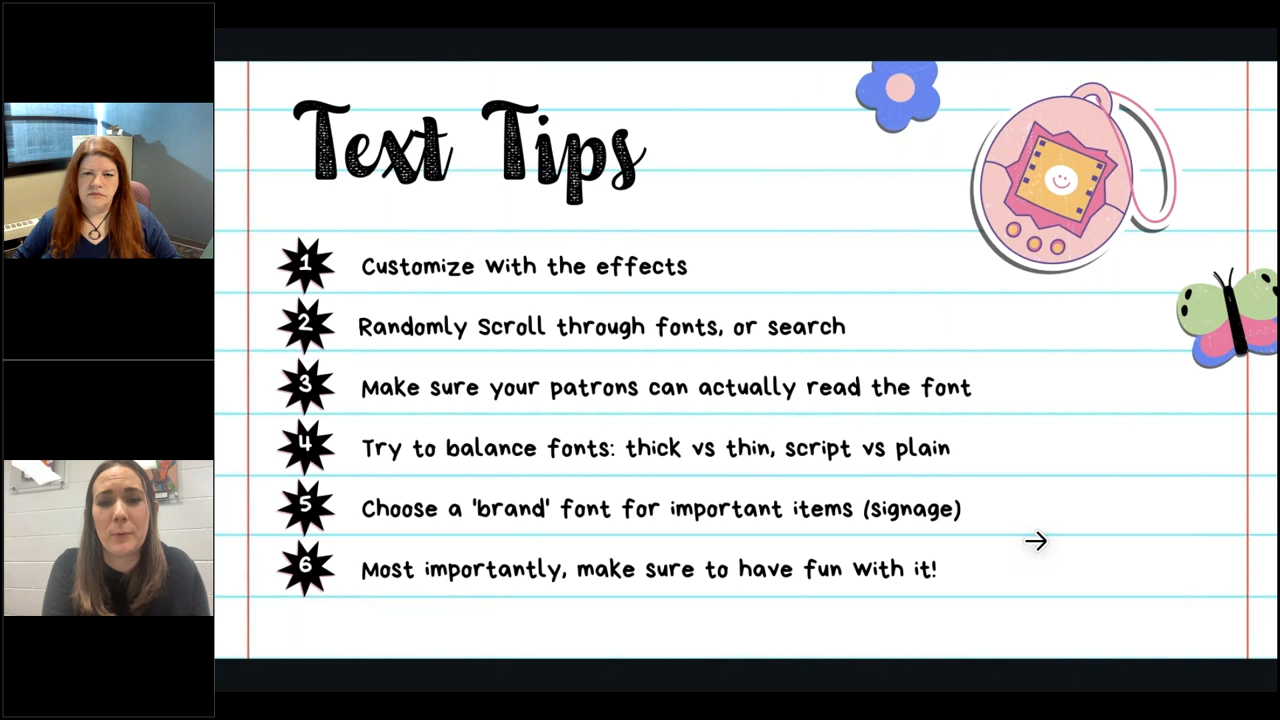 Text Tips
1 Customize with the effects
2 Randomly Scroll through fonts, or search
3 Make sure your patrons can actually read the font
4 Try to balance fonts: thick vs thin, script vs plain
5 Choose a 'brand' font for important items (signage)
6 Most importantly, make sure to have fun with it!